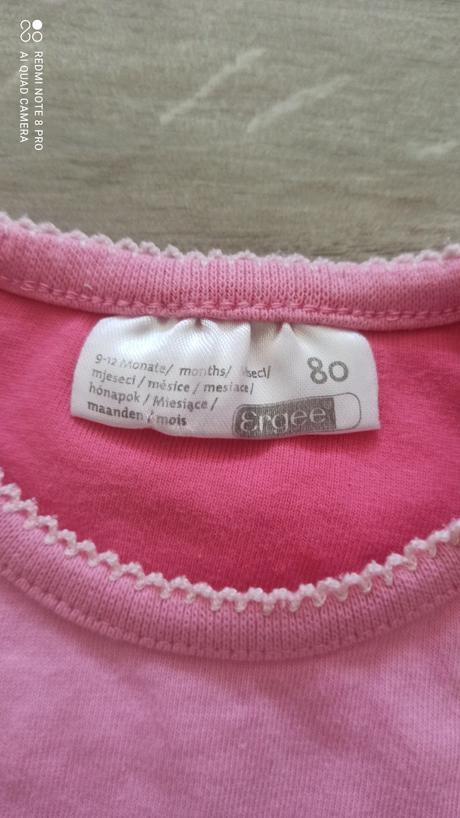 REDMI NOTE 8 PRO
AI QUAD CAMERA
9-12 Monate/ months/
mjeseci / měsíce / mesiace/
hónapok / Miesiące /
maanden / mois
80
Ergee